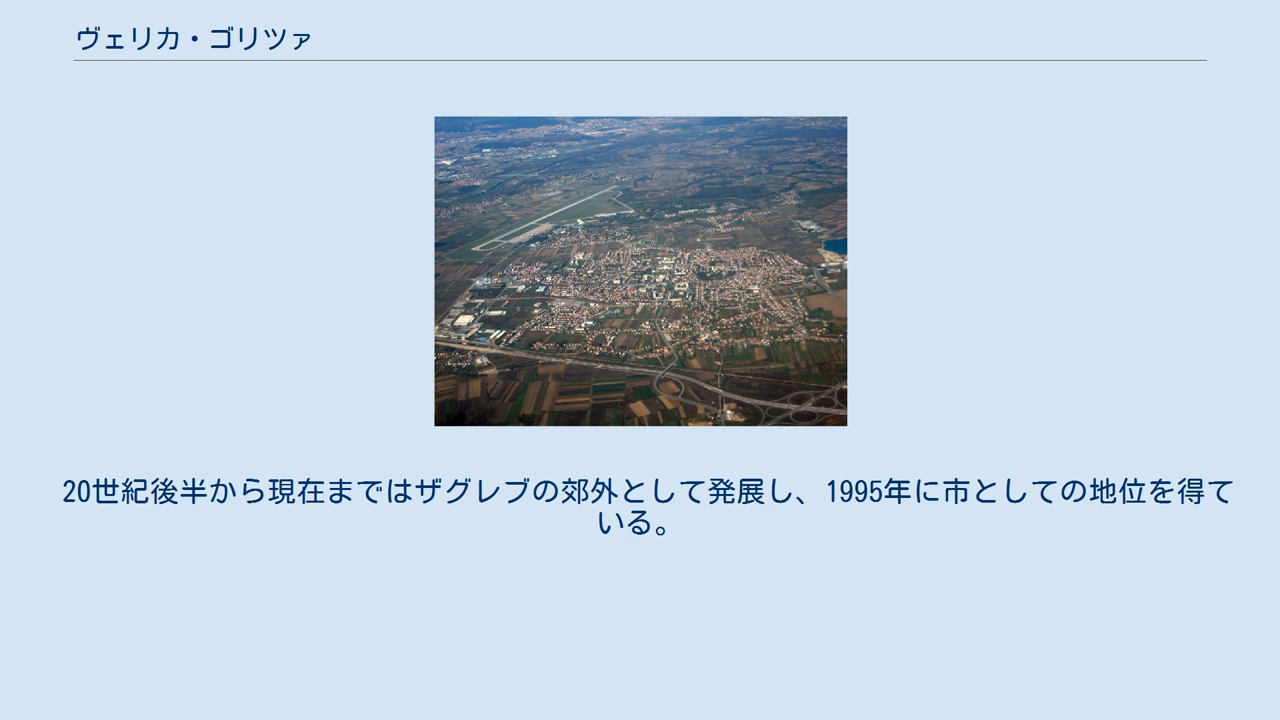 ヴェリカ・ゴリツァ
20世紀後半から現在まではザグレブの郊外として発展し、1995年に市としての地位を得て
いる。